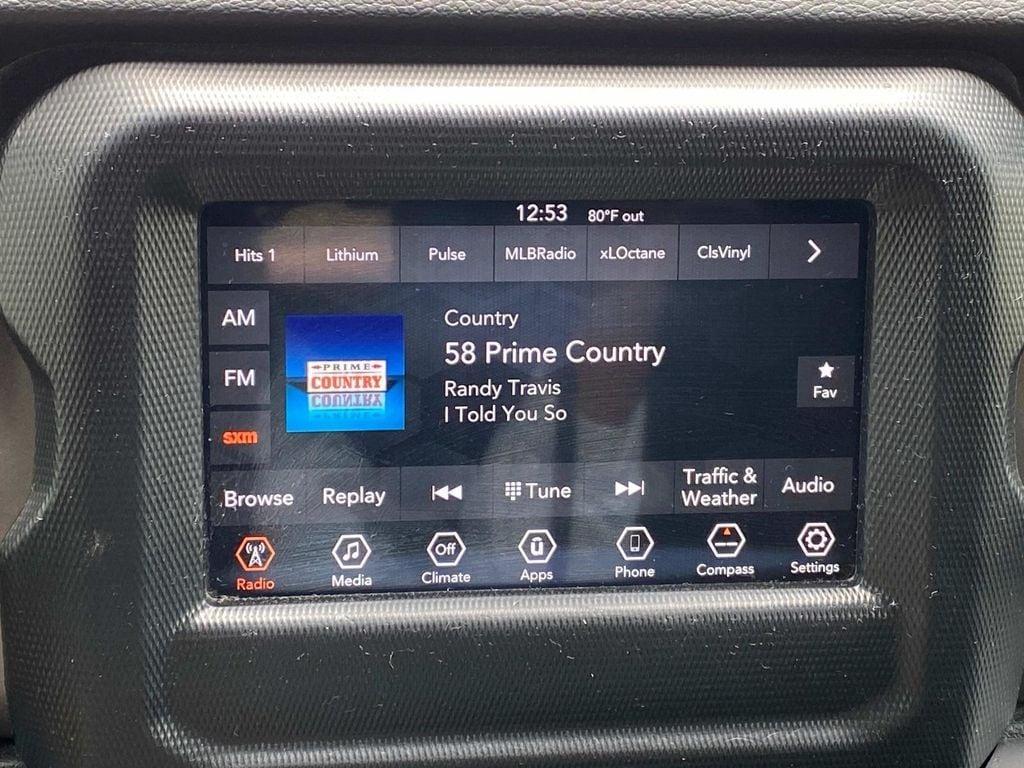 12:53 80°F out
Hits 1 Lithium Pulse MLBRadio xLOctane ClsVinyl
AM
FM
sxm
PRIME
COUNTRY
COUNTRY
Country
58 Prime Country
Randy Travis
I Told You So
Fav
Browse Replay Tune Traffic & Weather Audio
Off
Radio Media Climate Apps Phone Compass Settings